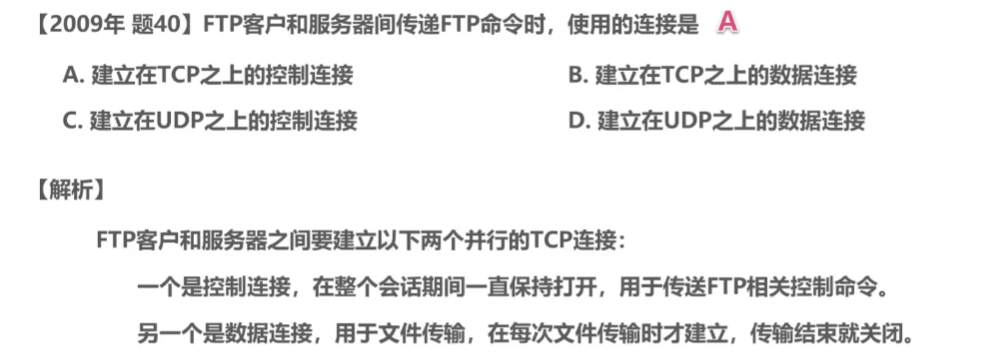 【2009年 题40】FTP客户和服务器间传递FTP命令时，使用的连接是 A
A. 建立在TCP之上的控制连接 B. 建立在TCP之上的数据连接
C. 建立在UDP之上的控制连接 D. 建立在UDP之上的数据连接
【解析】
FTP客户和服务器之间要建立以下两个并行的TCP连接：
一个是控制连接，在整个会话期间一直保持打开，用于传送FTP相关控制命令。
另一个是数据连接，用于文件传输，在每次文件传输时才建立，传输结束就关闭。